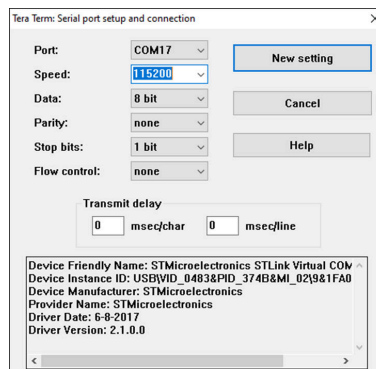 Tera Term: Serial port setup and connection
Port: COM17
New setting
Speed: 115200
Data: 8 bit
Cancel
Parity: none
Stop bits: 1 bit
Help
Flow control: none
Transmit delay
0 msec/char 0 msec/line
Device Friendly Name: STMicroelectronics STLink Virtual COM
Device Instance ID: USB\VID_0483&PID_374B&MI_02\9&1FA0
Device Manufacturer: STMicroelectronics
Provider Name: STMicroelectronics
Driver Date: 6-8-2017
Driver Version: 2.1.0.0